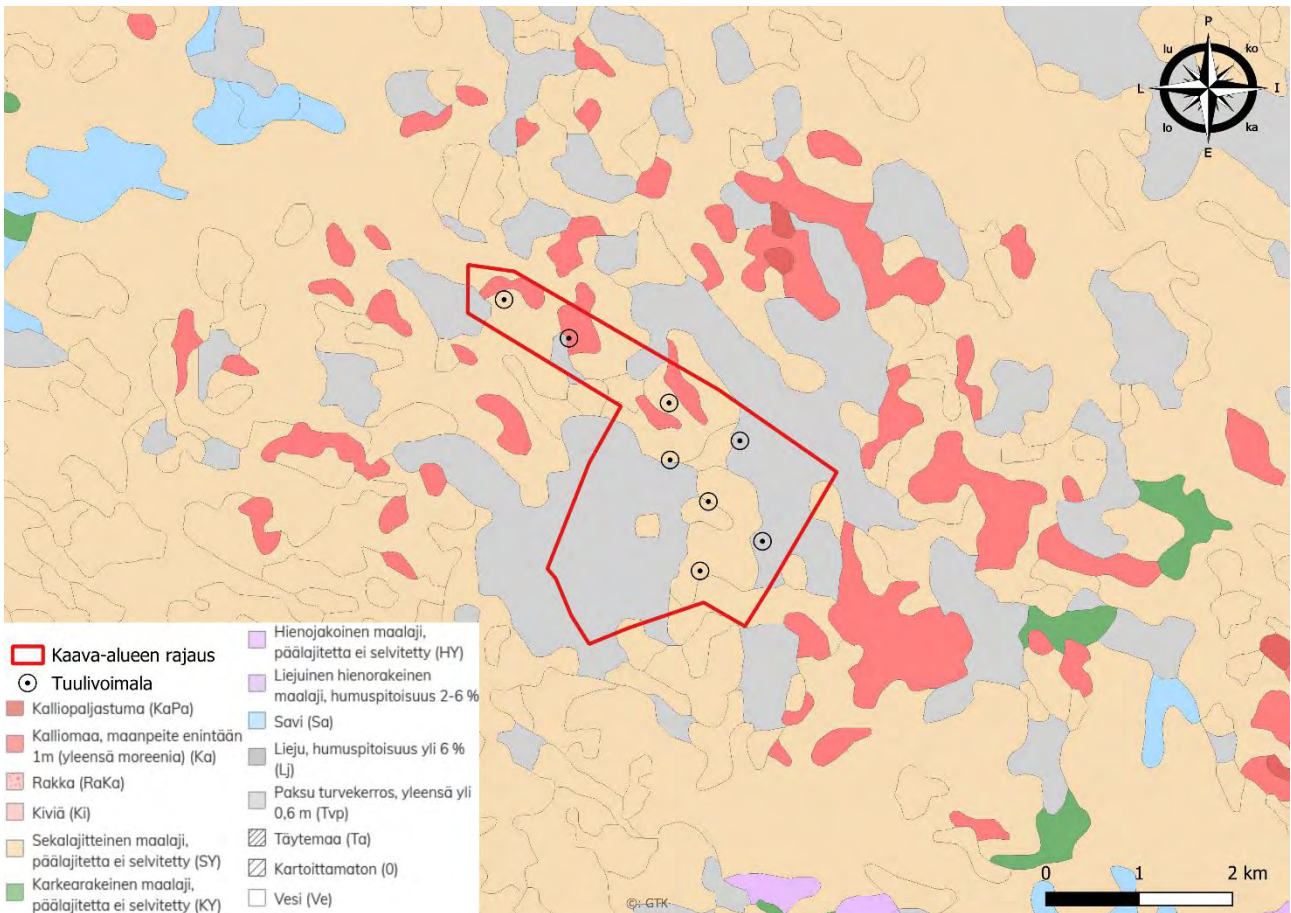 P
lu
ko
L
I
lo
ka
E
Kaava-alueen rajaus
Tuulivoimala
Kalliopaljastuma (KaPa)
Kalliomaa, maanpeite enintään
1m (yleensä moreenia) (Ka)
Rakka (RaKa)
Kiviä (Ki)
Sekalajitteinen maalaji,
päälajitetta ei selvitetty (SY)
Karkearakeinen maalaji,
päälajitetta ei selvitetty (KY)
Hienojakoinen maalaji,
päälajitetta ei selvitetty (HY)
Liejuinen hienorakeinen
maalaji, humuspitoisuus 2-6 %
Savi (Sa)
Lieju, humuspitoisuus yli 6 %
(Lj)
Paksu turvekerros, yleensä yli
0,6 m (Tvp)
Täytemaa (Ta)
Kartoittamaton (0)
Vesi (Ve)
©: GTK
0 1 2 km